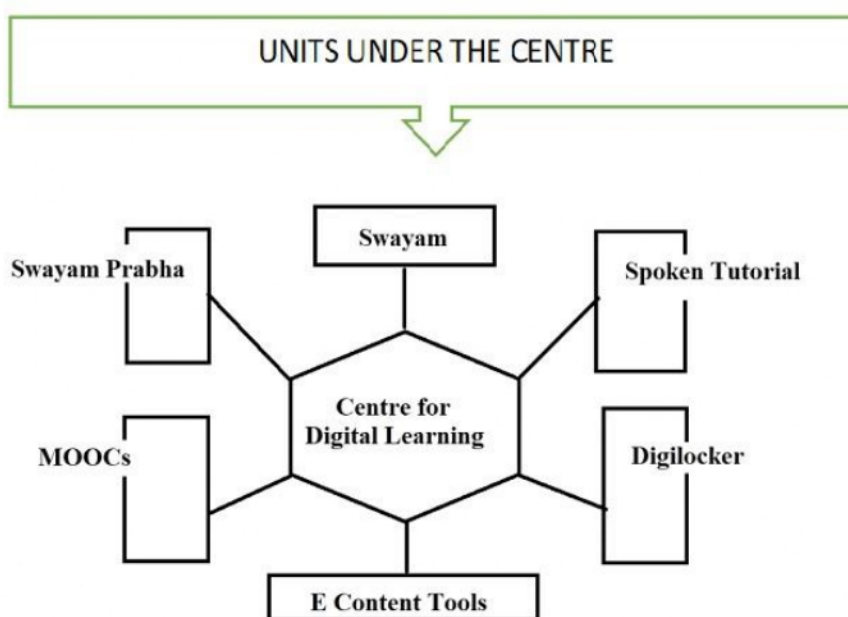 UNITS UNDER THE CENTRE
Swayam
Swayam Prabha
Spoken Tutorial
Centre for
Digital Learning
MOOCs
Digilocker
E Content Tools